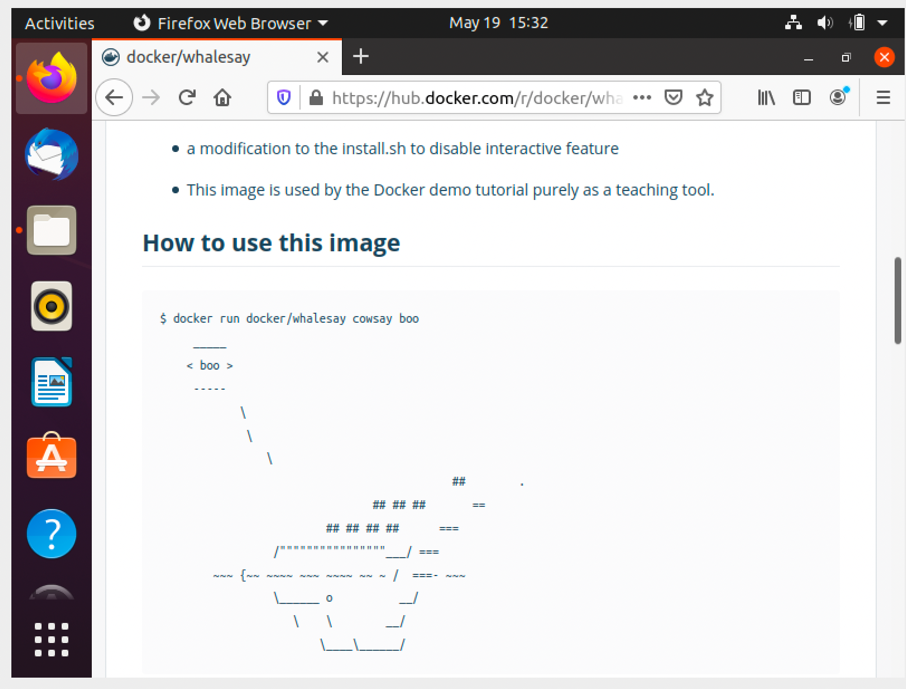 Activities Firefox Web Browser May 19 15:32
docker/whalesay
https://hub.docker.com/r/docker/wha
a modification to the install.sh to disable interactive feature
This image is used by the Docker demo tutorial purely as a teaching tool.
How to use this image
$ docker run docker/whalesay cowsay boo
_____
< boo >
-----
\
\
\
## .
## ## ## ==
## ## ## ## ===
/""""""""""""""""___/ ===
~~~ {~~ ~~~~ ~~~ ~~~~ ~~ ~ / ===- ~~~
\______ o __/
\ \ __/
\____\______/